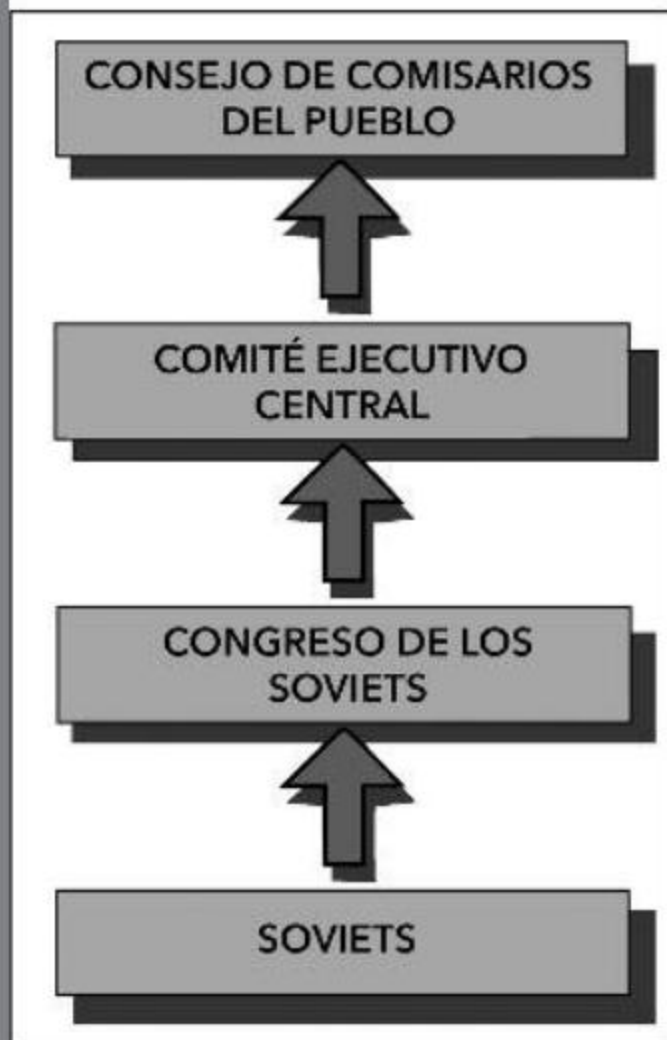 CONSEJO DE COMISARIOS
DEL PUEBLO
COMITÉ EJECUTIVO
CENTRAL
CONGRESO DE LOS
SOVIETS
SOVIETS